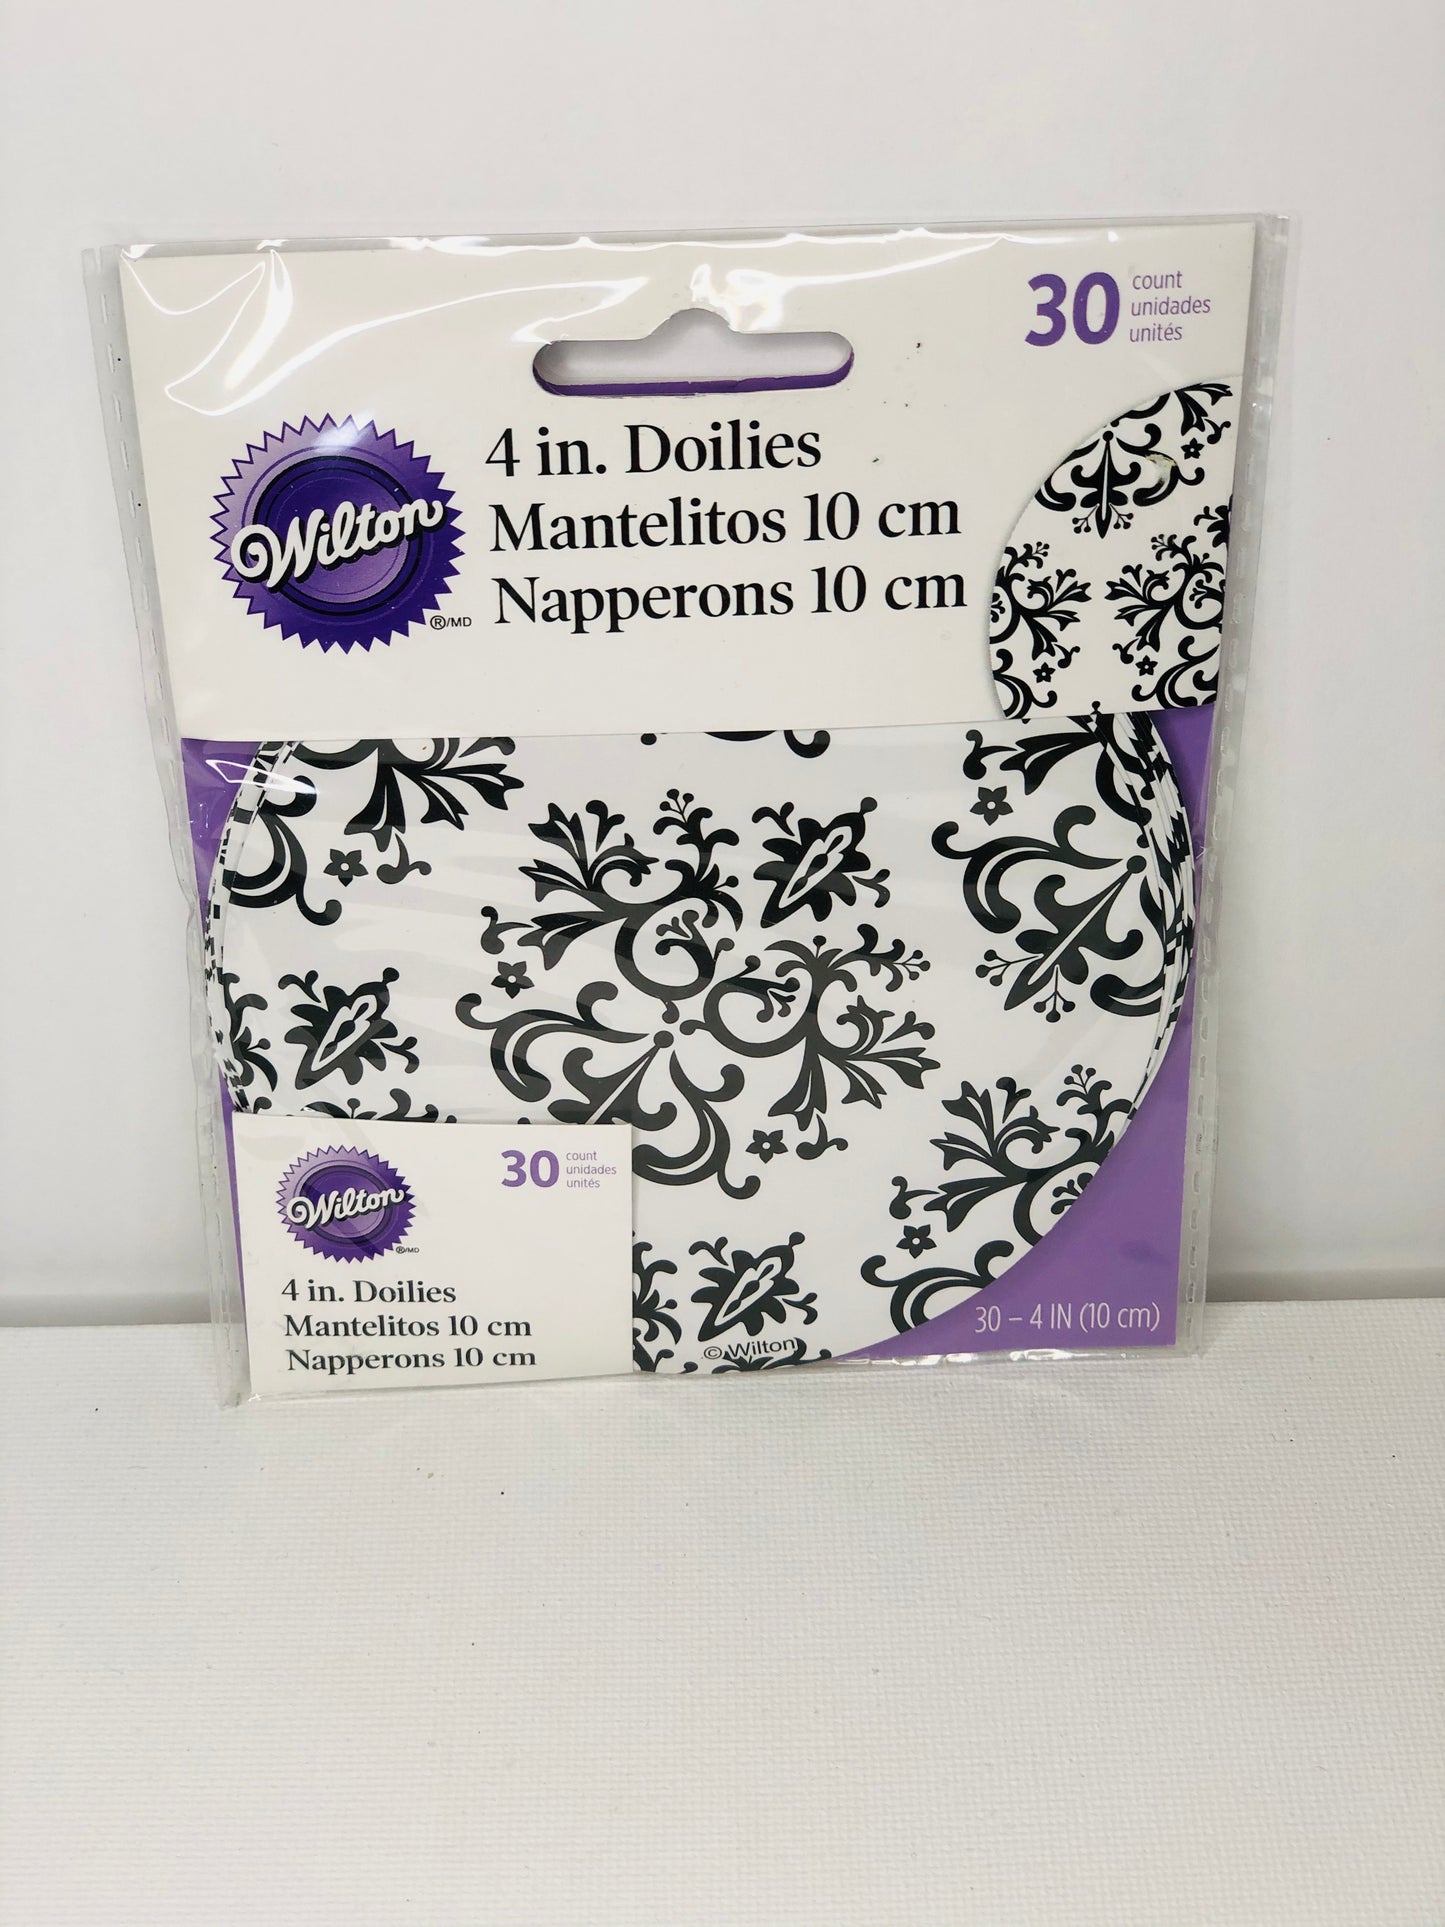 30 count
unidades
unités
Wilton
®/MD
4 in. Doilies
Mantelitos 10 cm
Napperons 10 cm
Wilton
®/MD
30 count
unidades
unités
4 in. Doilies
Mantelitos 10 cm
Napperons 10 cm
© Wilton
30 – 4 IN (10 cm)